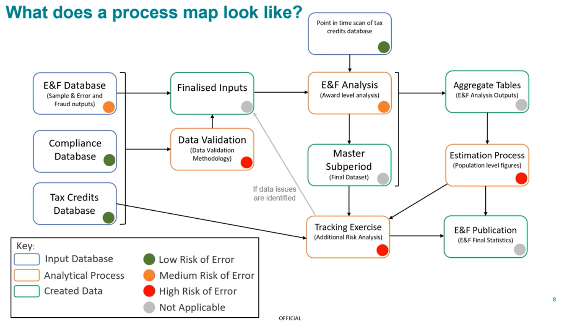 What does a process map look like?
Point in time scan of tax
credits database
E&F Database
(Sample & Error and
Fraud outputs)
Finalised Inputs
E&F Analysis
(Award level analysis)
Aggregate Tables
(E&F Analysis Outputs)
Compliance
Database
Data Validation
(Data Validation
Methodology)
Master
Subperiod
(Final Dataset)
Estimation Process
(Population level figures)
If data issues
are identified
Tax Credits
Database
Tracking Exercise
(Additional Risk Analysis)
E&F Publication
(E&F Final Statistics)
Key:
Input Database
Analytical Process
Created Data
Low Risk of Error
Medium Risk of Error
High Risk of Error
Not Applicable
8
OFFICIAL